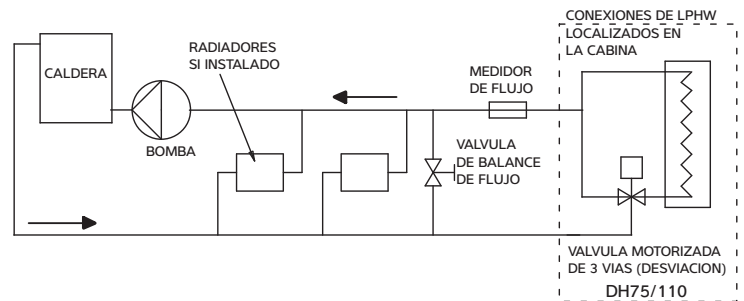 CONEXIONES DE LPHW
LOCALIZADOS EN
LA CABINA
RADIADORES
SI INSTALADO
CALDERA
MEDIDOR
DE FLUJO
BOMBA
VALVULA
DE BALANCE
DE FLUJO
VALVULA MOTORIZADA
DE 3 VIAS (DESVIACION)
DH75/110